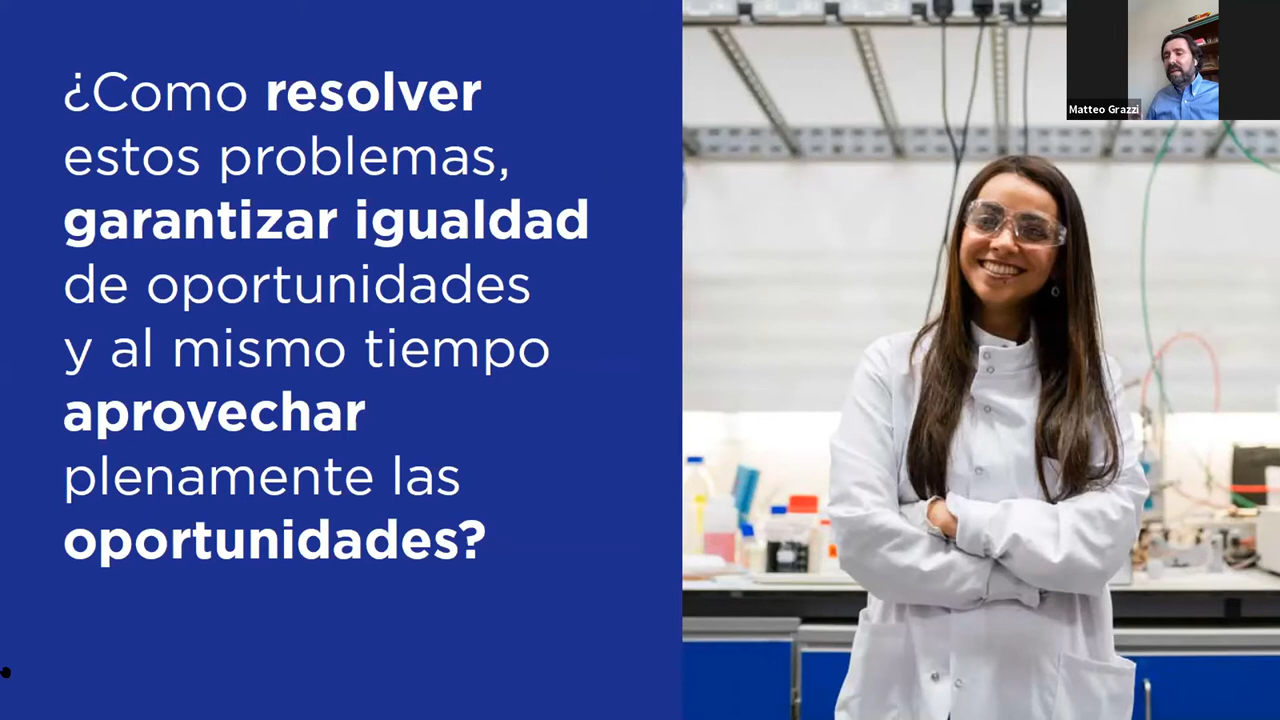 ¿Como resolver
estos problemas,
garantizar igualdad
de oportunidades
y al mismo tiempo
aprovechar
plenamente las
oportunidades?
Matteo Grazzi